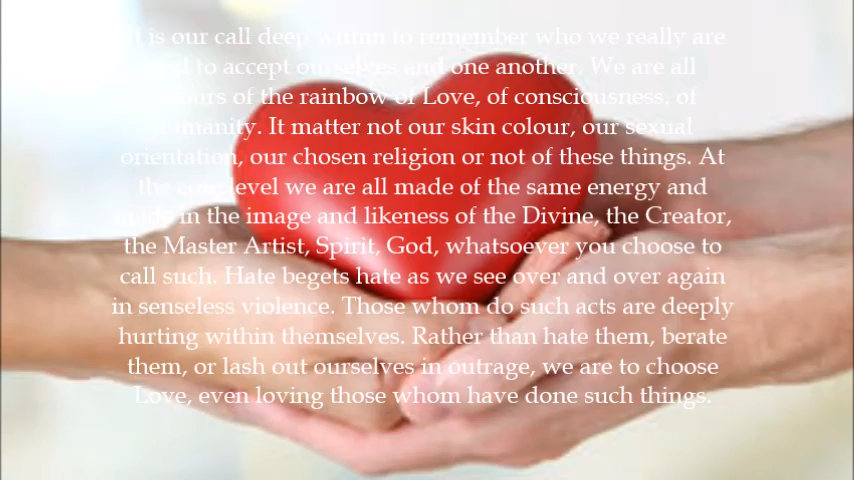 It is our call deep within to remember who we really are
and to accept ourselves and one another. We are all
colours of the rainbow of Love, of consciousness. of
humanity. It matter not our skin colour, our sexual
orientation, our chosen religion or not of these things. At
the core level we are all made of the same energy and
made in the image and likeness of the Divine, the Creator,
the Master Artist, Spirit, God, whatsoever you choose to
call such. Hate begets hate as we see over and over again
in senseless violence. Those whom do such acts are deeply
hurting within themselves. Rather than hate them, berate
them, or lash out ourselves in outrage, we are to choose
Love, even loving those whom have done such things.